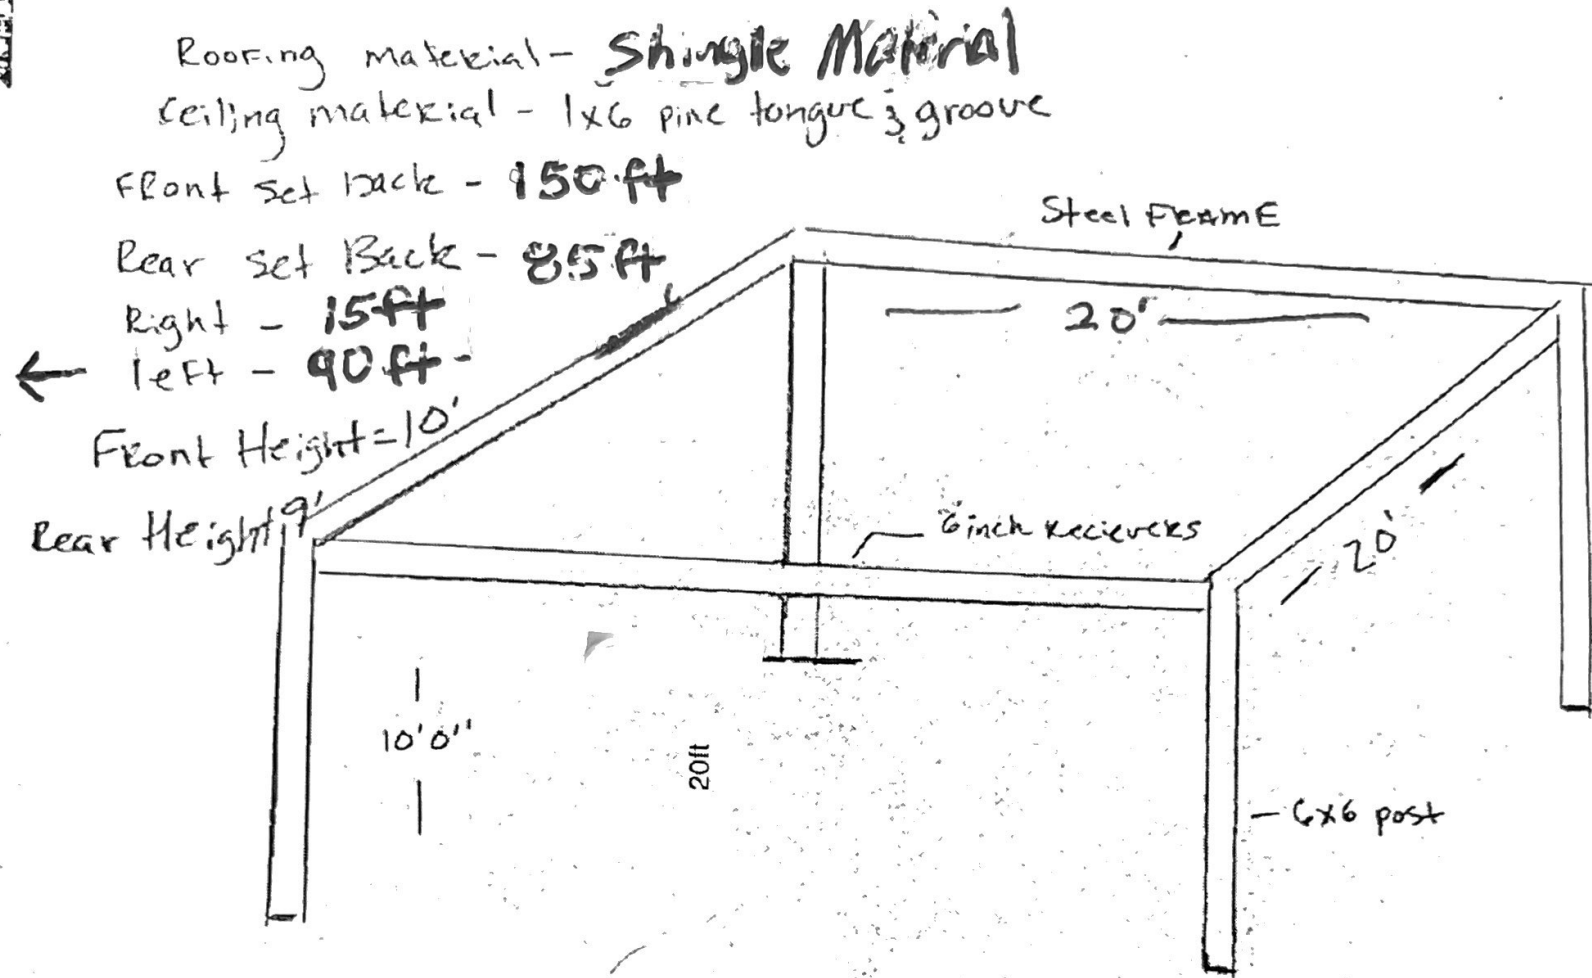 Roofing material - Shingle Material
Ceiling material - 1x6 pine tongue & groove
Front set back - 150 ft
Rear set Back - 85 ft
Right - 15 ft
← left - 90 ft -
Steel Frame
20'
Front Height = 10'
Rear Height 9'
6 inch Recievers
20'
10' 0"
20ft
6x6 post